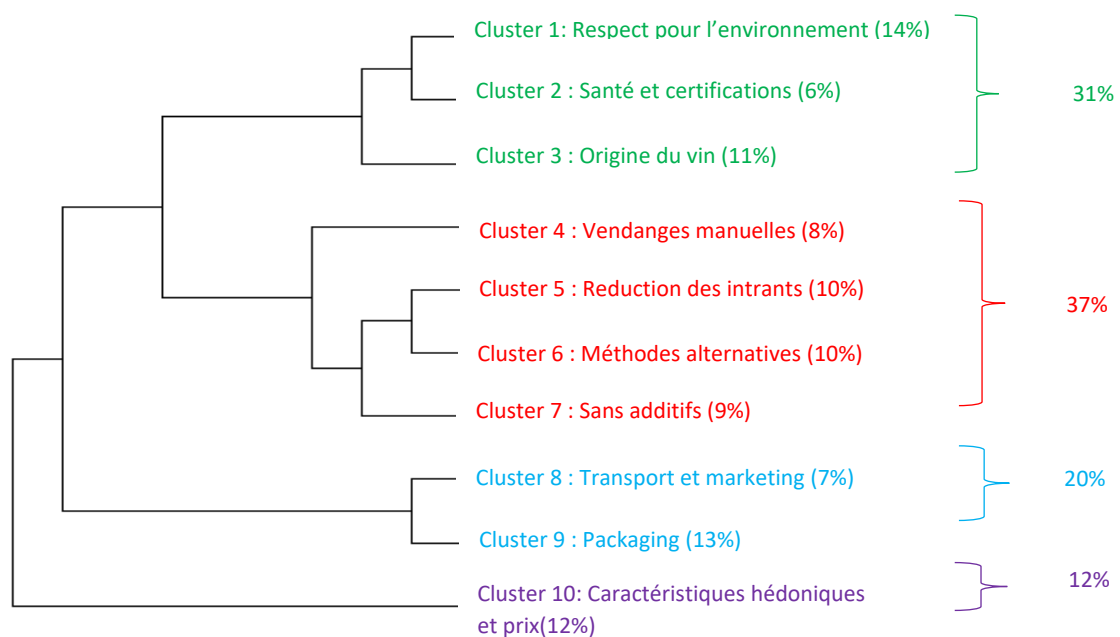 Cluster 1: Respect pour l’environnement (14%)
Cluster 2 : Santé et certifications (6%)
31%
Cluster 3 : Origine du vin (11%)
Cluster 4 : Vendanges manuelles (8%)
Cluster 5 : Reduction des intrants (10%)
37%
Cluster 6 : Méthodes alternatives (10%)
Cluster 7 : Sans additifs (9%)
Cluster 8 : Transport et marketing (7%)
20%
Cluster 9 : Packaging (13%)
Cluster 10: Caractéristiques hédoniques
et prix(12%)
12%